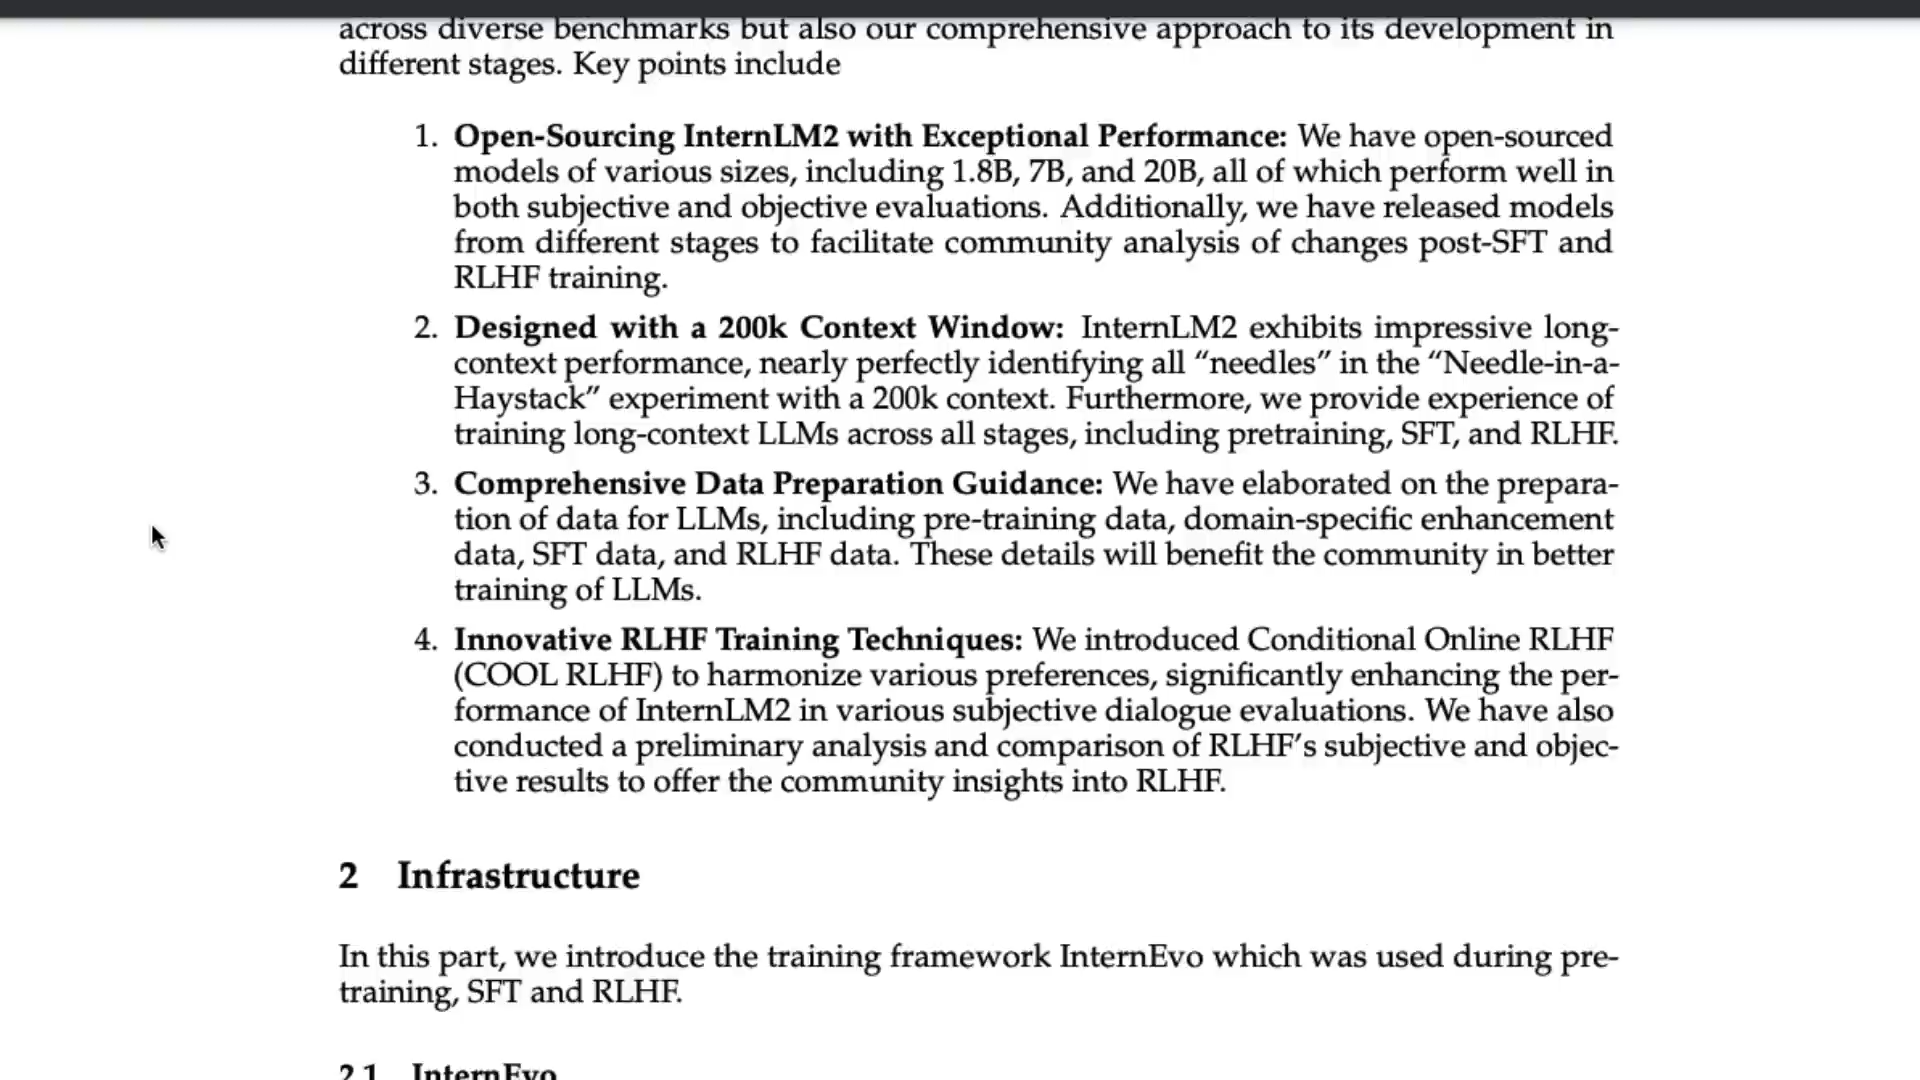 across diverse benchmarks but also our comprehensive approach to its development in
different stages. Key points include
1. Open-Sourcing InternLM2 with Exceptional Performance: We have open-sourced
models of various sizes, including 1.8B, 7B, and 20B, all of which perform well in
both subjective and objective evaluations. Additionally, we have released models
from different stages to facilitate community analysis of changes post-SFT and
RLHF training.
2. Designed with a 200k Context Window: InternLM2 exhibits impressive long-
context performance, nearly perfectly identifying all “needles” in the “Needle-in-a-
Haystack” experiment with a 200k context. Furthermore, we provide experience of
training long-context LLMs across all stages, including pretraining, SFT, and RLHF.
3. Comprehensive Data Preparation Guidance: We have elaborated on the prepara-
tion of data for LLMs, including pre-training data, domain-specific enhancement
data, SFT data, and RLHF data. These details will benefit the community in better
training of LLMs.
4. Innovative RLHF Training Techniques: We introduced Conditional Online RLHF
(COOL RLHF) to harmonize various preferences, significantly enhancing the per-
formance of InternLM2 in various subjective dialogue evaluations. We have also
conducted a preliminary analysis and comparison of RLHF’s subjective and objec-
tive results to offer the community insights into RLHF.
2 Infrastructure
In this part, we introduce the training framework InternEvo which was used during pre-
training, SFT and RLHF.
2.1 InternEvo